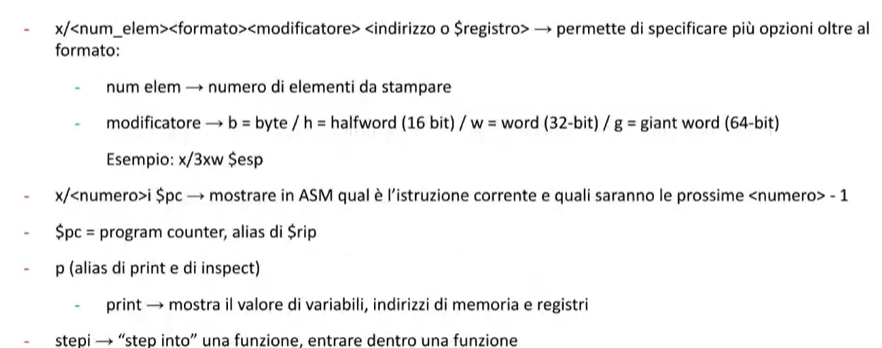 - x/<num_elem><formato><modificatore> <indirizzo o $registro> → permette di specificare più opzioni oltre al
formato:
- num elem → numero di elementi da stampare
- modificatore → b = byte / h = halfword (16 bit) / w = word (32-bit) / g = giant word (64-bit)
Esempio: x/3xw $esp
- x/<numero>i $pc → mostrare in ASM qual è l'istruzione corrente e quali saranno le prossime <numero> - 1
- $pc = program counter, alias di $rip
- p (alias di print e di inspect)
- print → mostra il valore di variabili, indirizzi di memoria e registri
- stepi → “step into” una funzione, entrare dentro una funzione